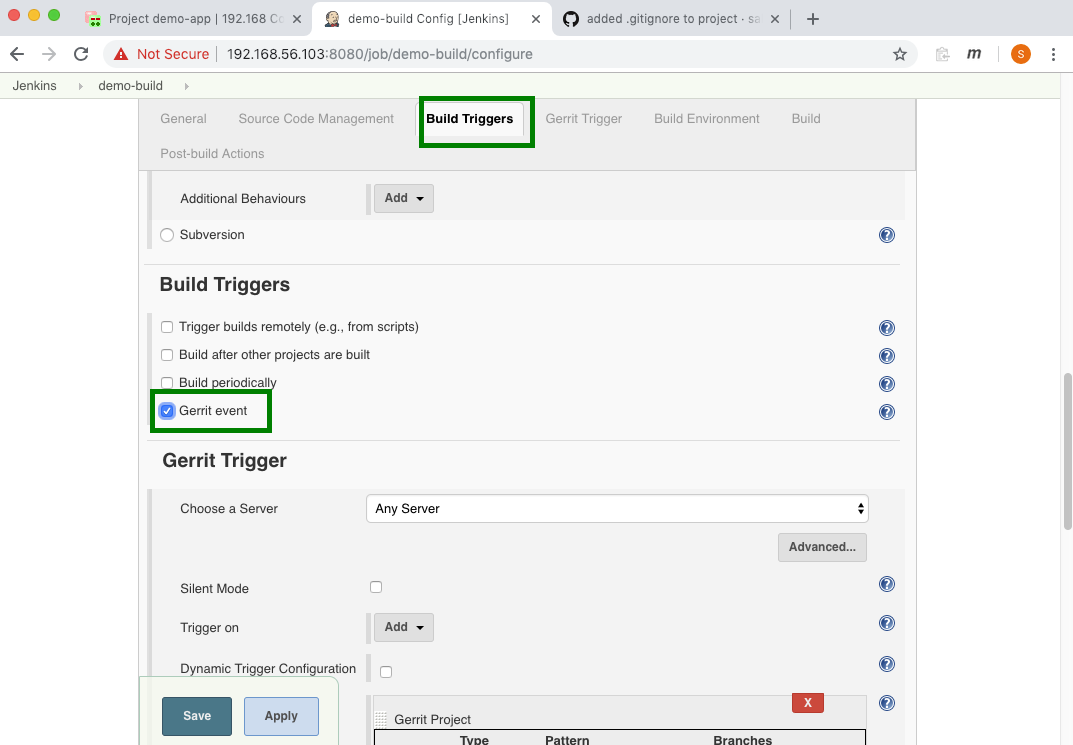 Project demo-app | 192.168 Co
demo-build Config [Jenkins]
added .gitignore to project · sa
Not Secure
192.168.56.103:8080/job/demo-build/configure
m
S
Jenkins
demo-build
General
Source Code Management
Build Triggers
Gerrit Trigger
Build Environment
Build
Post-build Actions
Additional Behaviours
Add
Subversion
?
Build Triggers
Trigger builds remotely (e.g., from scripts)
?
Build after other projects are built
?
Build periodically
?
Gerrit event
?
Gerrit Trigger
Choose a Server
Any Server
Advanced...
Silent Mode
?
Trigger on
Add
?
Dynamic Trigger Configuration
?
Save
Apply
X
?
Gerrit Project
Type
Pattern
Branches